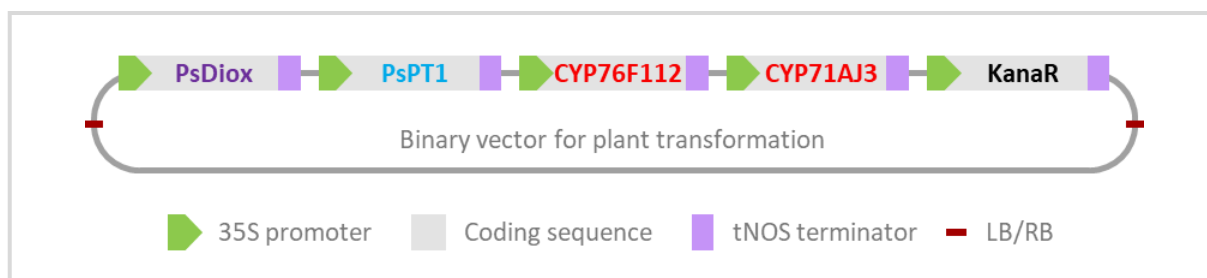 PsDiox PsPT1 CYP76F112 CYP71AJ3 KanaR
Binary vector for plant transformation
35S promoter Coding sequence tNOS terminator LB/RB